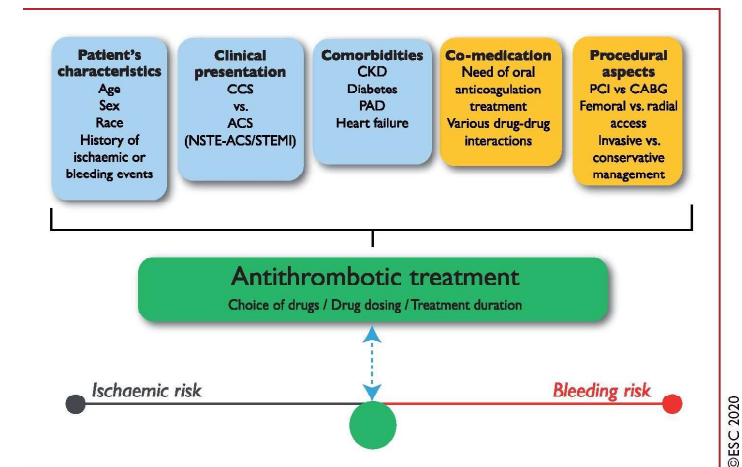 Patient's
characteristics
Age
Sex
Race
History of
ischaemic or
bleeding events
Clinical
presentation
CCS
vs.
ACS
(NSTE-ACS/STEMI)
Comorbidities
CKD
Diabetes
PAD
Heart failure
Co-medication
Need of oral
anticoagulation
treatment
Various drug-drug
interactions
Procedural
aspects
PCI vs CABG
Femoral vs. radial
access
Invasive vs.
conservative
management
Antithrombotic treatment
Choice of drugs / Drug dosing / Treatment duration
Ischaemic risk
Bleeding risk
©ESC 2020